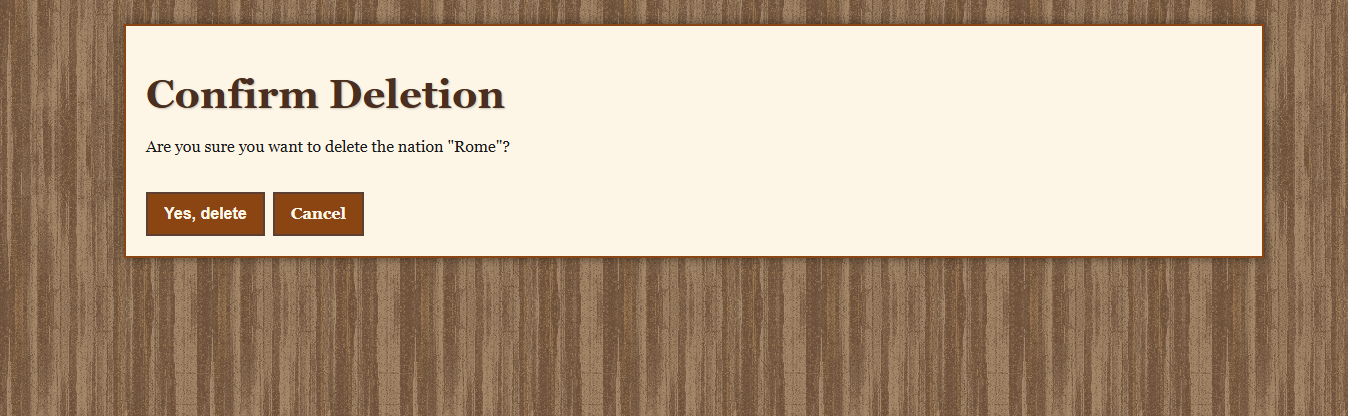 Confirm Deletion
Are you sure you want to delete the nation "Rome"?
Yes, delete
Cancel